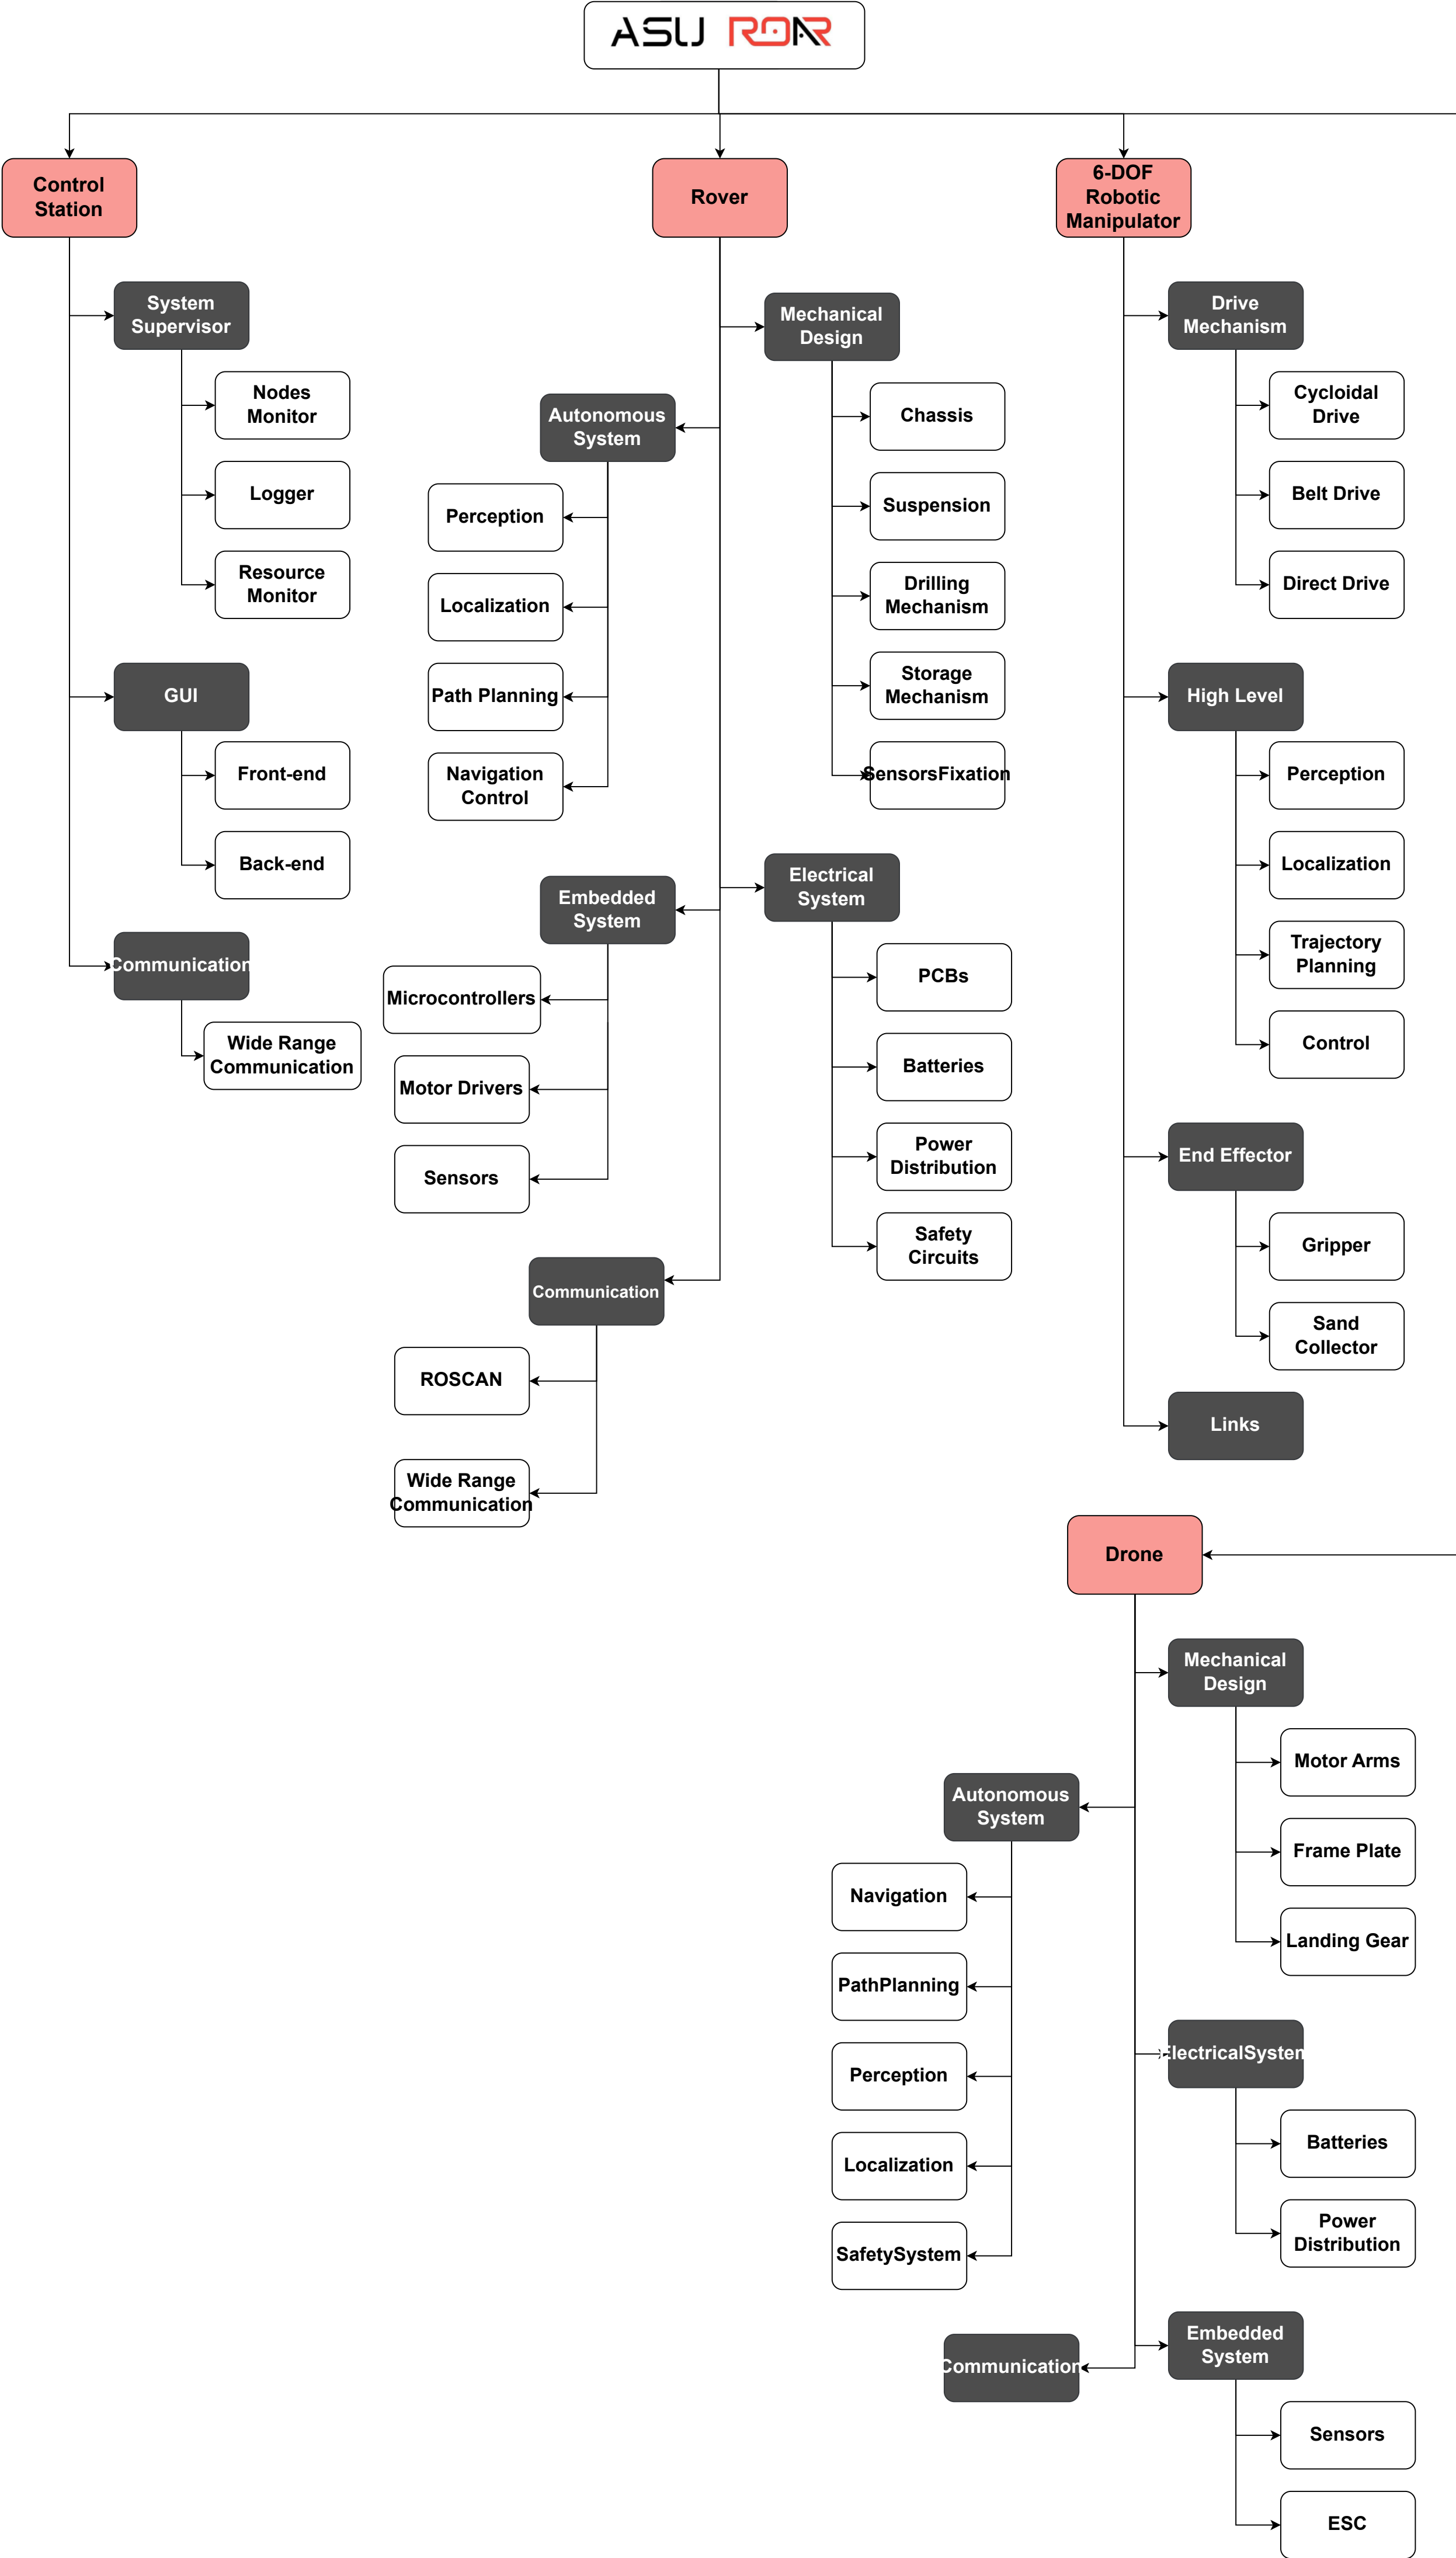 ASU ROAR
Control
Station
System
Supervisor
Nodes
Monitor
Logger
Resource
Monitor
GUI
Front-end
Back-end
Communication
Wide Range
Communication
Rover
Mechanical
Design
Chassis
Suspension
Drilling
Mechanism
Storage
Mechanism
SensorsFixation
Autonomous
System
Perception
Localization
Path Planning
Navigation
Control
Electrical
System
PCBs
Batteries
Power
Distribution
Safety
Circuits
Embedded
System
Microcontrollers
Motor Drivers
Sensors
Communication
ROSCAN
Wide Range
Communication
6-DOF
Robotic
Manipulator
Drive
Mechanism
Cycloidal
Drive
Belt Drive
Direct Drive
High Level
Perception
Localization
Trajectory
Planning
Control
End Effector
Gripper
Sand
Collector
Links
Drone
Mechanical
Design
Motor Arms
Frame Plate
Landing Gear
Autonomous
System
Navigation
PathPlanning
Perception
Localization
SafetySystem
ElectricalSystem
Batteries
Power
Distribution
Communication
Embedded
System
Sensors
ESC